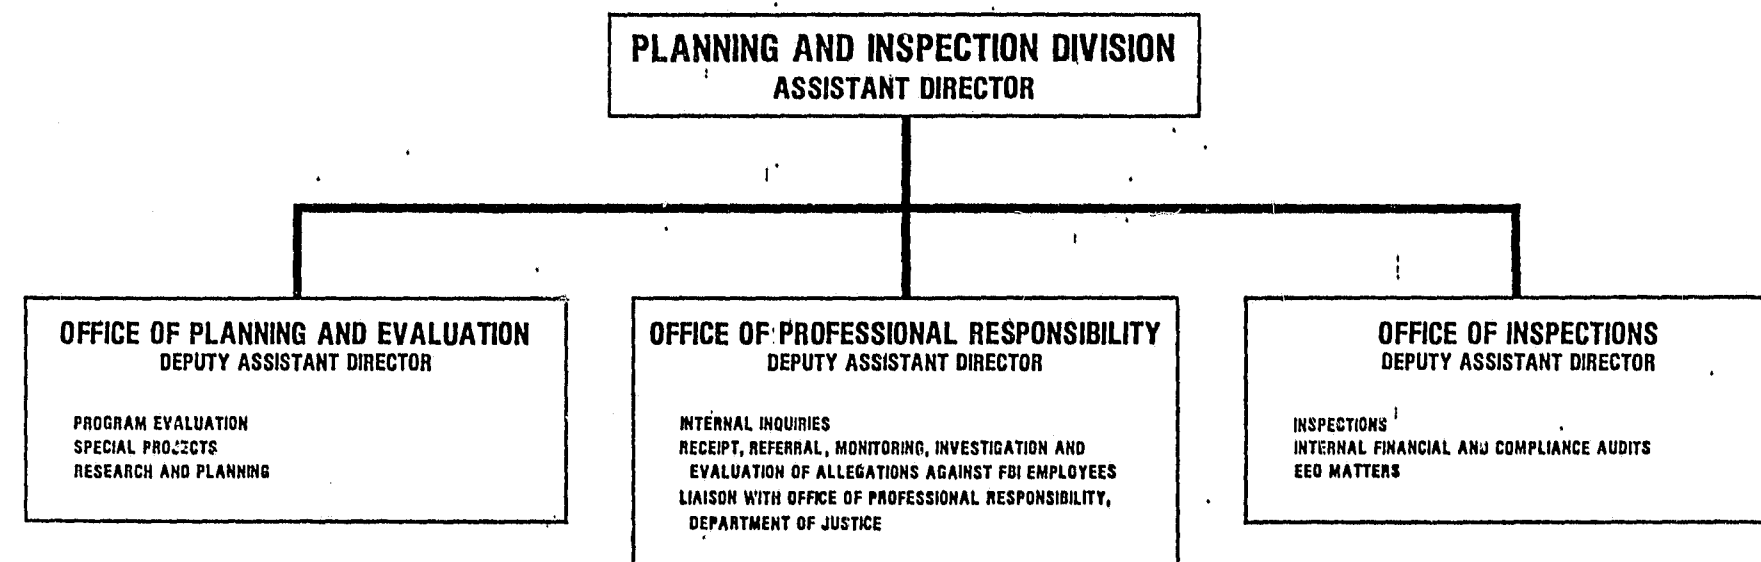 PLANNING AND INSPECTION DIVISION
ASSISTANT DIRECTOR
OFFICE OF PLANNING AND EVALUATION
DEPUTY ASSISTANT DIRECTOR
PROGRAM EVALUATION
SPECIAL PROJECTS
RESEARCH AND PLANNING
OFFICE OF PROFESSIONAL RESPONSIBILITY
DEPUTY ASSISTANT DIRECTOR
INTERNAL INQUIRIES
RECEIPT, REFERRAL, MONITORING, INVESTIGATION AND
EVALUATION OF ALLEGATIONS AGAINST FBI EMPLOYEES
LIAISON WITH OFFICE OF PROFESSIONAL RESPONSIBILITY,
DEPARTMENT OF JUSTICE
OFFICE OF INSPECTIONS
DEPUTY ASSISTANT DIRECTOR
INSPECTIONS
INTERNAL FINANCIAL AND COMPLIANCE AUDITS
EEO MATTERS